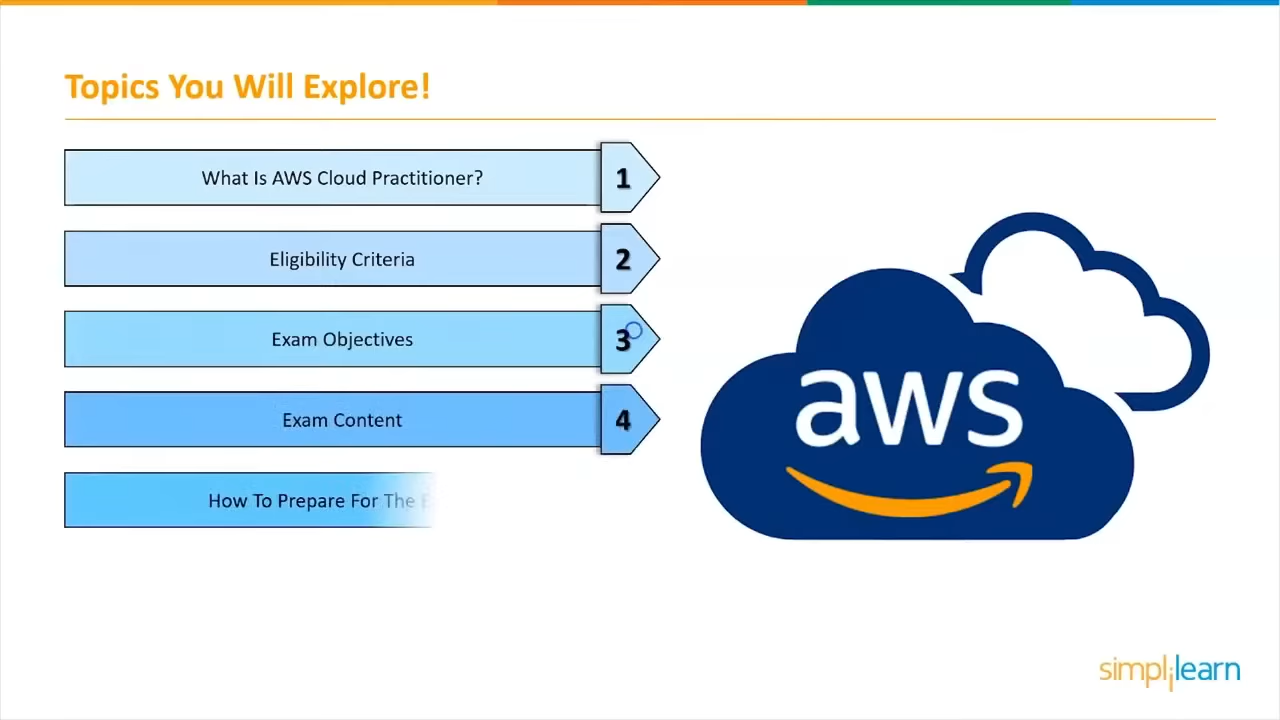 Topics You Will Explore!
What Is AWS Cloud Practitioner?
1
Eligibility Criteria
2
Exam Objectives
3
Exam Content
4
How To Prepare For The
aws
simplilearn